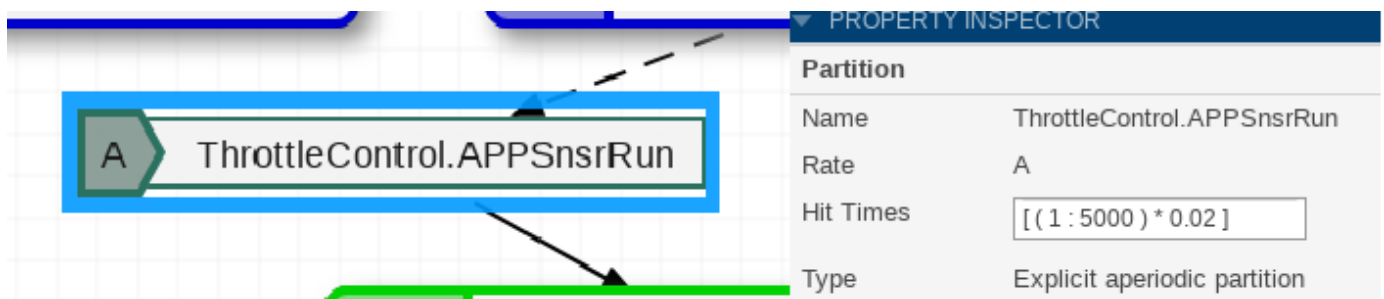 PROPERTY INSPECTOR
Partition
A ThrottleControl.APPSnsrRun
Name ThrottleControl.APPSnsrRun
Rate A
Hit Times [ ( 1 : 5000 ) * 0.02 ]
Type Explicit aperiodic partition